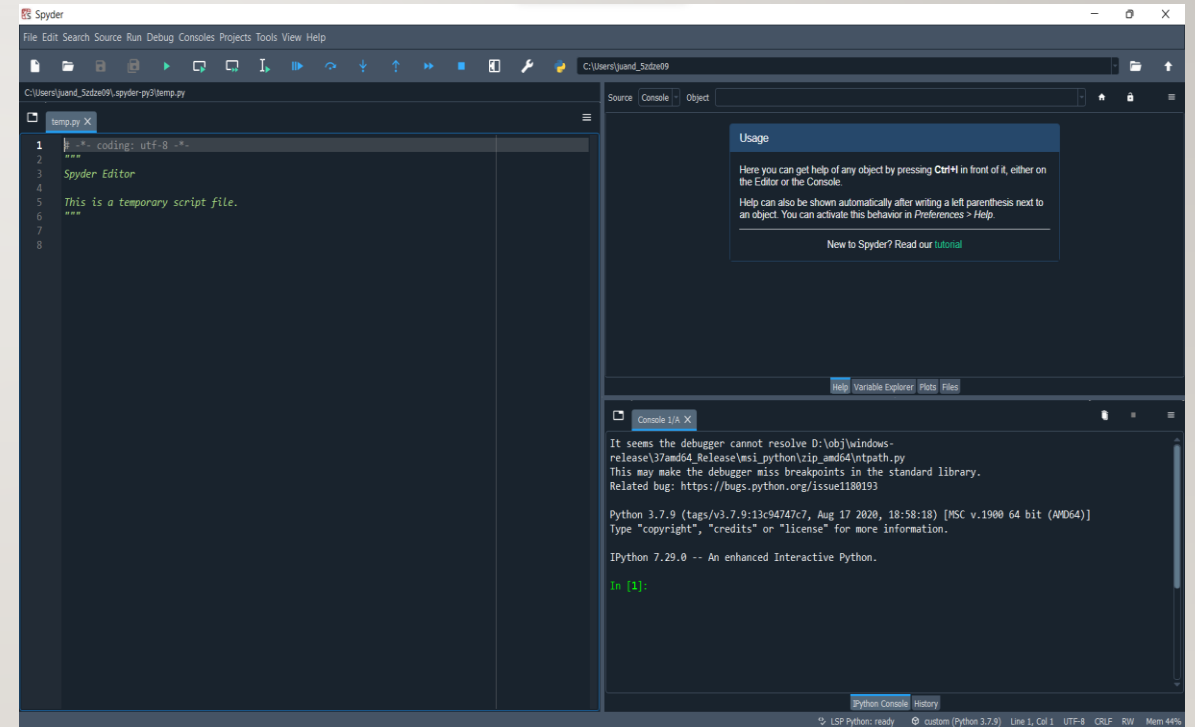 Spyder
File Edit Search Source Run Debug Consoles Projects Tools View Help
C:\Users\juand_5zdze09
C:\Users\juand_5zdze09\.spyder-py3\temp.py
temp.py
1 # -*- coding: utf-8 -*-
2 """
3 Spyder Editor
4
5 This is a temporary script file.
6 """
7
8
Source Console Object
Usage
Here you can get help of any object by pressing Ctrl+I in front of it, either on
the Editor or the Console.
Help can also be shown automatically after writing a left parenthesis next to
an object. You can activate this behavior in Preferences > Help.
New to Spyder? Read our tutorial
Help Variable Explorer Plots Files
Console 1/A
It seems the debugger cannot resolve D:\obj\windows-
release\37amd64_Release\msi_python\zip_amd64\ntpath.py
This may make the debugger miss breakpoints in the standard library.
Related bug: https://bugs.python.org/issue1180193
Python 3.7.9 (tags/v3.7.9:13c94747c7, Aug 17 2020, 18:58:18) [MSC v.1900 64 bit (AMD64)]
Type "copyright", "credits" or "license" for more information.
IPython 7.29.0 -- An enhanced Interactive Python.
In [1]:
IPython Console History
LSP Python: ready custom (Python 3.7.9) Line 1, Col 1 UTF-8 CRLF RW Mem 44%